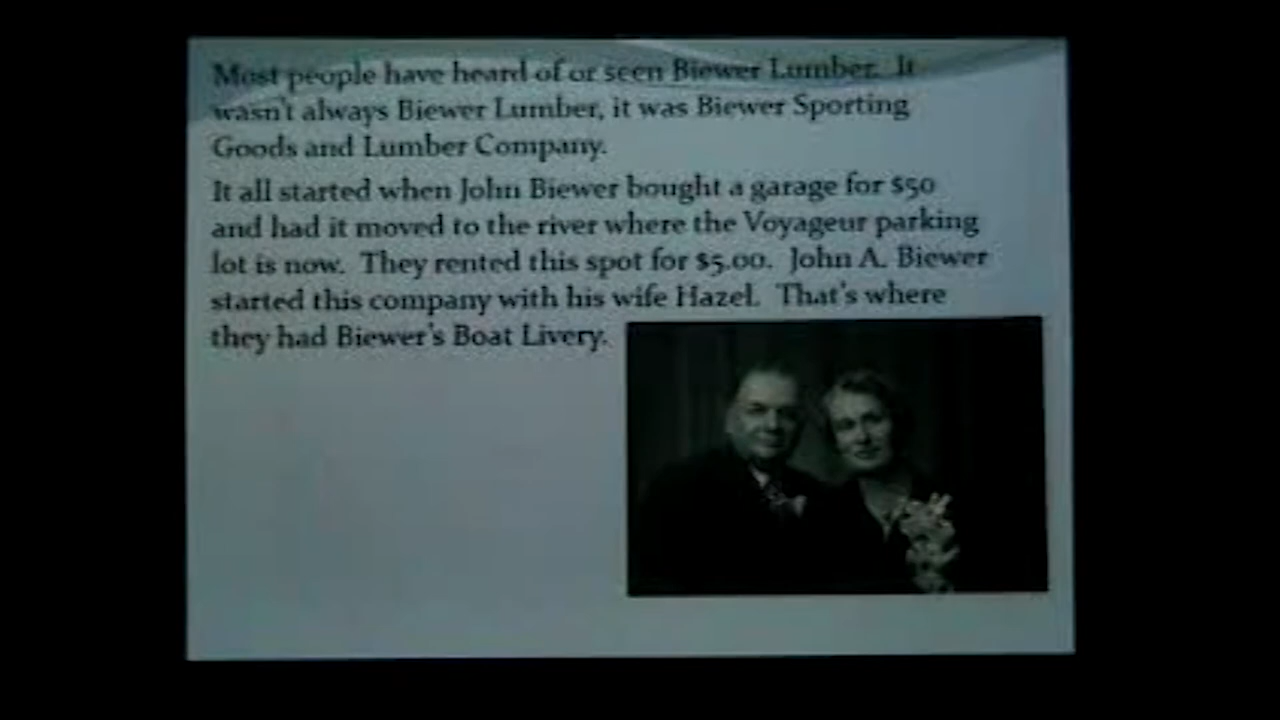 Most people have heard of or seen Biewer Lumber. It
wasn't always Biewer Lumber, it was Biewer Sporting
Goods and Lumber Company.
It all started when John Biewer bought a garage for $50
and had it moved to the river where the Voyageur parking
lot is now. They rented this spot for $5.00. John A. Biewer
started this company with his wife Hazel. That's where
they had Biewer's Boat Livery.